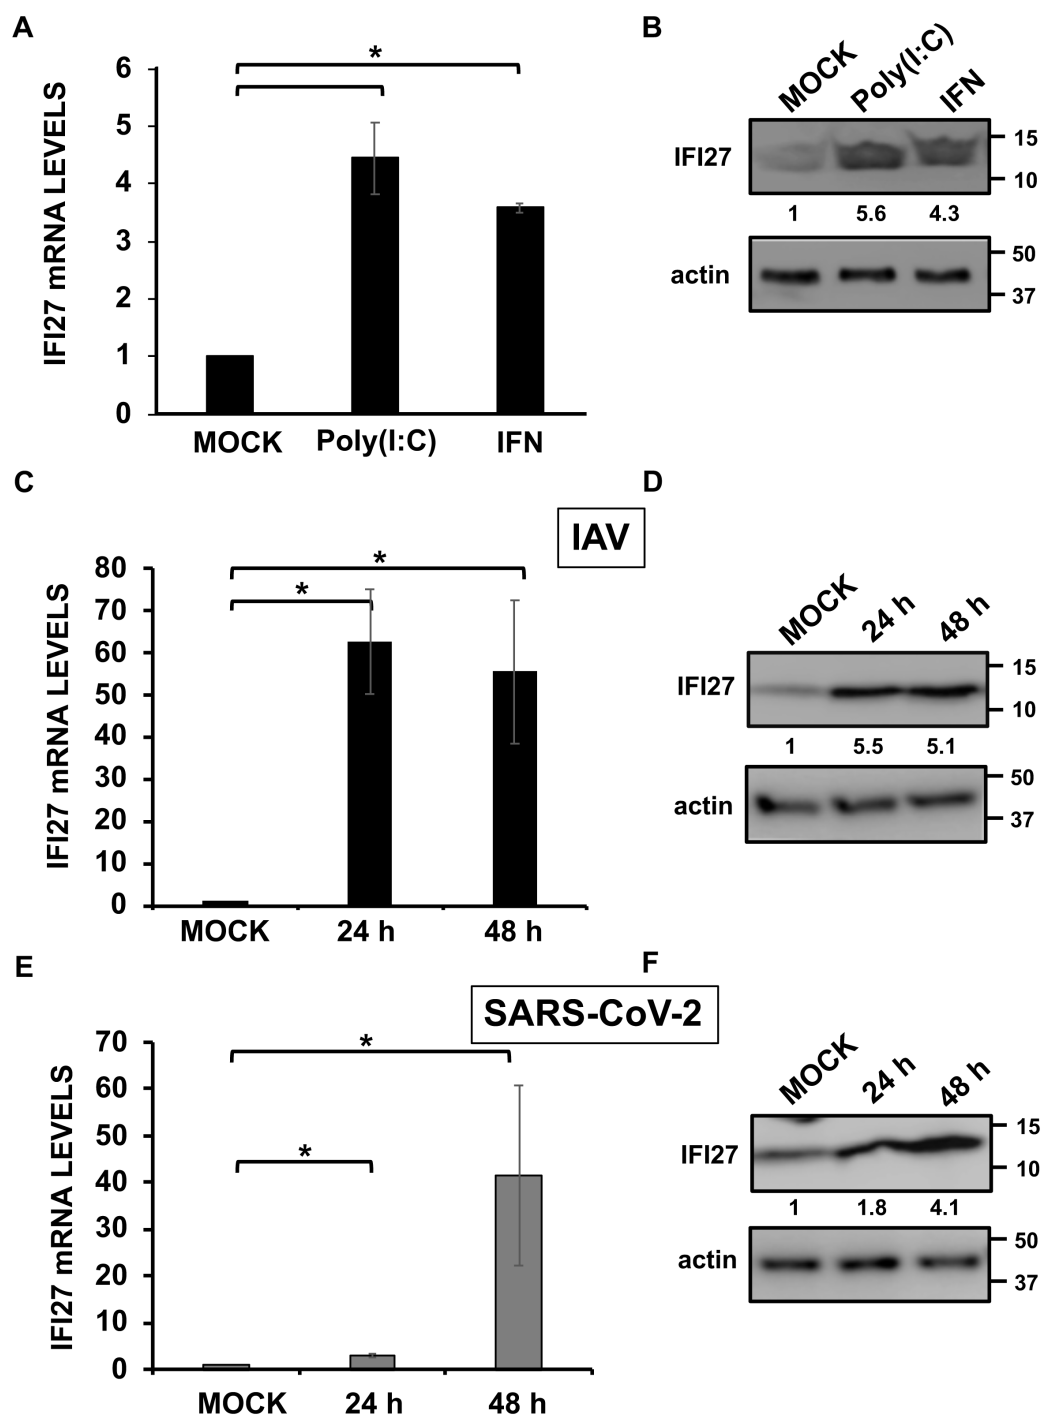 A
IFI27 mRNA LEVELS
6
5
4
3
2
1
0
*
MOCK Poly(I:C) IFN
B
MOCK Poly(I:C) IFN
IFI27
15
10
1 5.6 4.3
actin
50
37
C
IAV
IFI27 mRNA LEVELS
80
70
60
50
40
30
20
10
0
*
*
MOCK 24 h 48 h
D
MOCK 24 h 48 h
IFI27
15
10
1 5.5 5.1
actin
50
37
E
SARS-CoV-2
IFI27 mRNA LEVELS
70
60
50
40
30
20
10
0
*
*
MOCK 24 h 48 h
F
MOCK 24 h 48 h
IFI27
15
10
1 1.8 4.1
actin
50
37